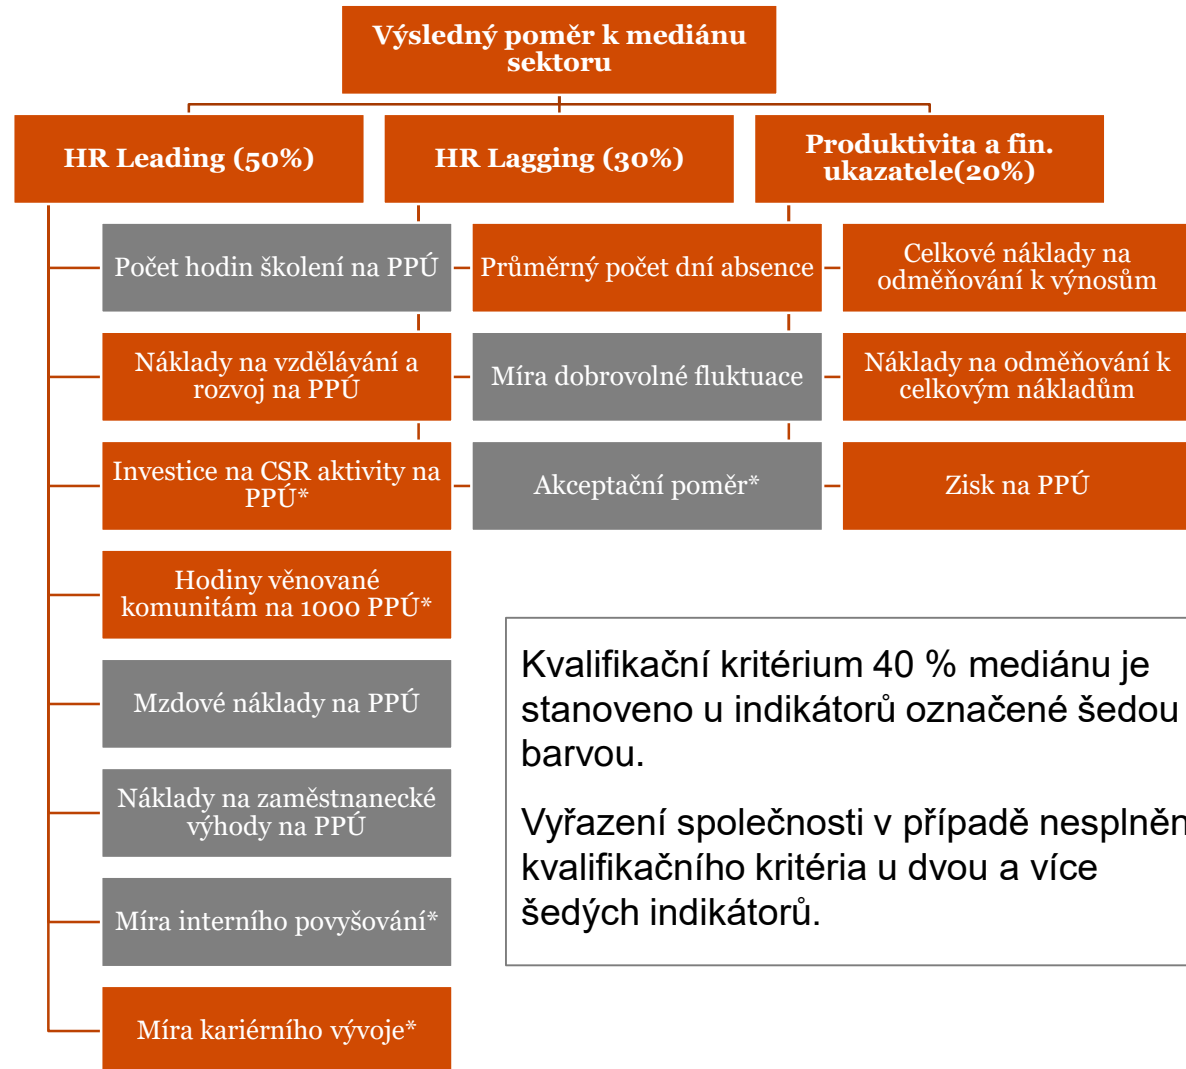 Výsledný poměr k mediánu
sektoru
HR Leading (50%)
HR Lagging (30%)
Produktivita a fin.
ukazatele(20%)
Počet hodin školení na PPÚ
Náklady na vzdělávání a
rozvoj na PPÚ
Investice na CSR aktivity na
PPÚ*
Hodiny věnované
komunitám na 1000 PPÚ*
Mzdové náklady na PPÚ
Náklady na zaměstnanecké
výhody na PPÚ
Míra interního povyšování*
Míra kariérního vývoje*
Průměrný počet dní absence
Míra dobrovolné fluktuace
Akceptační poměr*
Celkové náklady na
odměňování k výnosům
Náklady na odměňování k
celkovým nákladům
Zisk na PPÚ
Kvalifikační kritérium 40 % mediánu je
stanoveno u indikátorů označené šedou
barvou.
Vyřazení společnosti v případě nesplněn
kvalifikačního kritéria u dvou a více
šedých indikátorů.